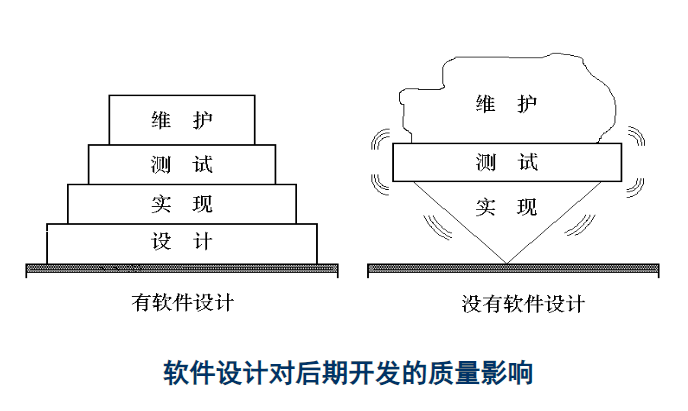 维 护
测 试
实 现
设 计
有软件设计
维 护
测 试
实 现
没有软件设计
软件设计对后期开发的质量影响